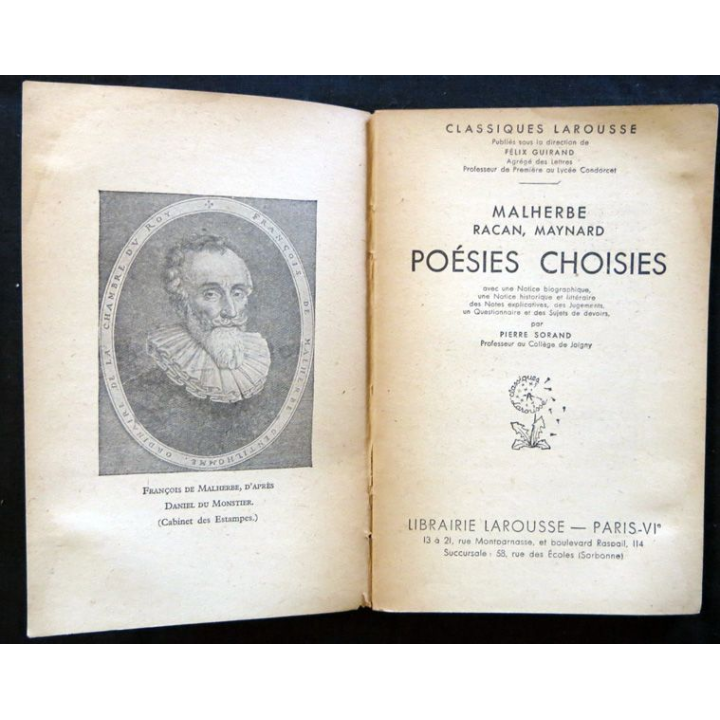 FRANÇOIS DE MALHERBE, GENTILHOMME ORDINAIRE DE LA CHAMBRE DU ROY
FRANÇOIS DE MALHERBE, D'APRÈS
DANIEL DU MONSTIER.
(Cabinet des Estampes.)
CLASSIQUES LAROUSSE
Publiés sous la direction de
FÉLIX GUIRAND
Agrégé des Lettres
Professeur de Première au Lycée Condorcet
MALHERBE
RACAN, MAYNARD
POÉSIES CHOISIES
avec une Notice biographique,
une Notice historique et littéraire
des Notes explicatives, des Jugements,
un Questionnaire et des Sujets de devoirs,
par
PIERRE SORAND
Professeur au Collège de Joigny
classiques
Larousse
LIBRAIRIE LAROUSSE — PARIS-VIe
13 à 21, rue Montparnasse, et boulevard Raspail, 114
Succursale : 58, rue des Écoles (Sorbonne)